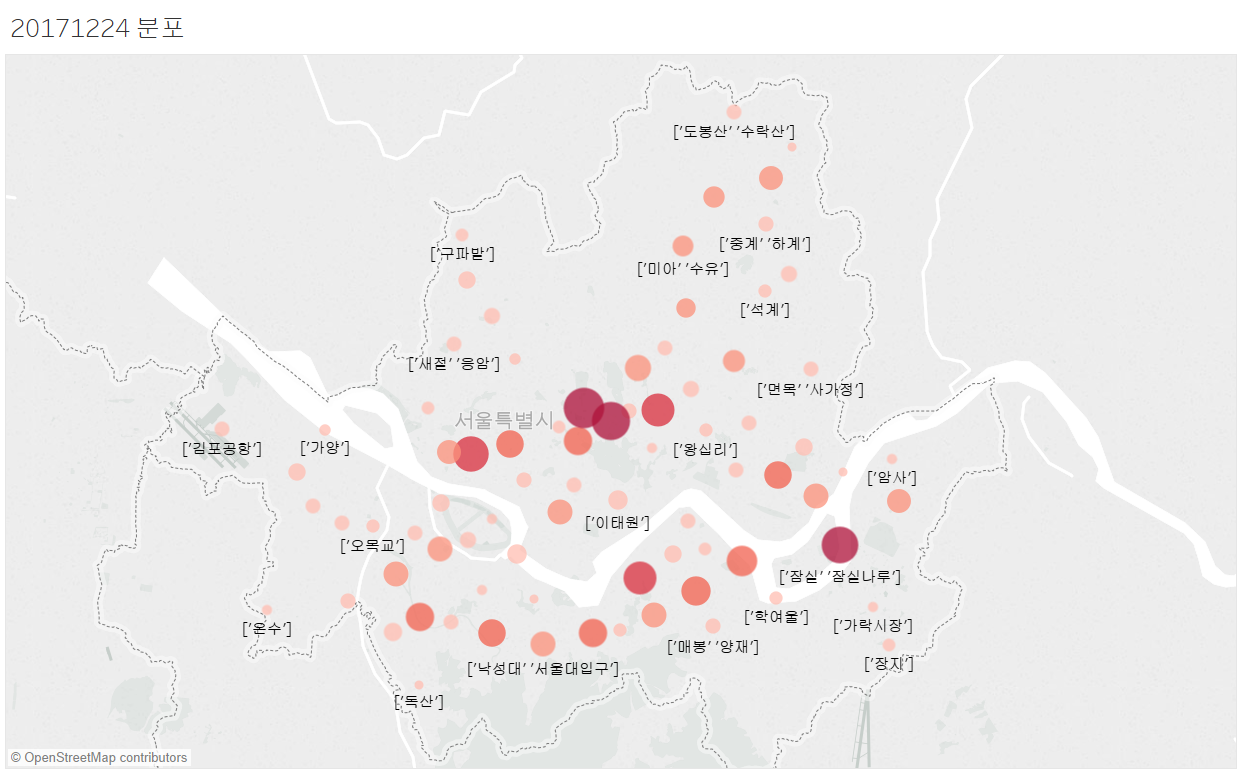 20171224 분포
['도봉산' '수락산']
['중계' '하계']
['구파발']
['미아' '수유']
['석계']
['새절' '응암']
['면목' '사가정']
서울특별시
['김포공항']
['가양']
['왕십리']
['암사']
['이태원']
['오목교']
['잠실' '잠실나루']
['학여울']
['온수']
['가락시장']
['매봉' '양재']
['장지']
['낙성대' '서울대입구']
['독산']
© OpenStreetMap contributors